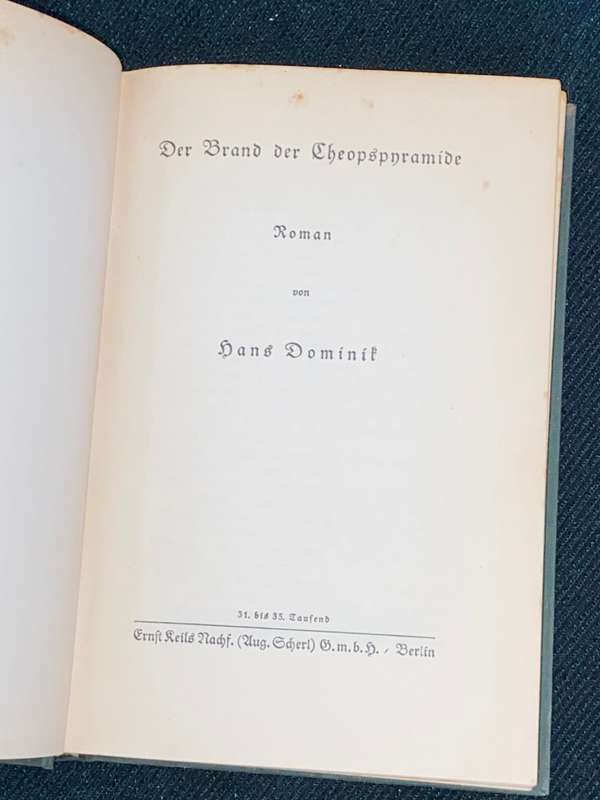 Der Brand der Cheopspyramide
Roman
von
Hans Dominik
31. bis 35. Tausend
Ernst Keils Nachf. (Aug. Scherl) G.m.b.H. / Berlin